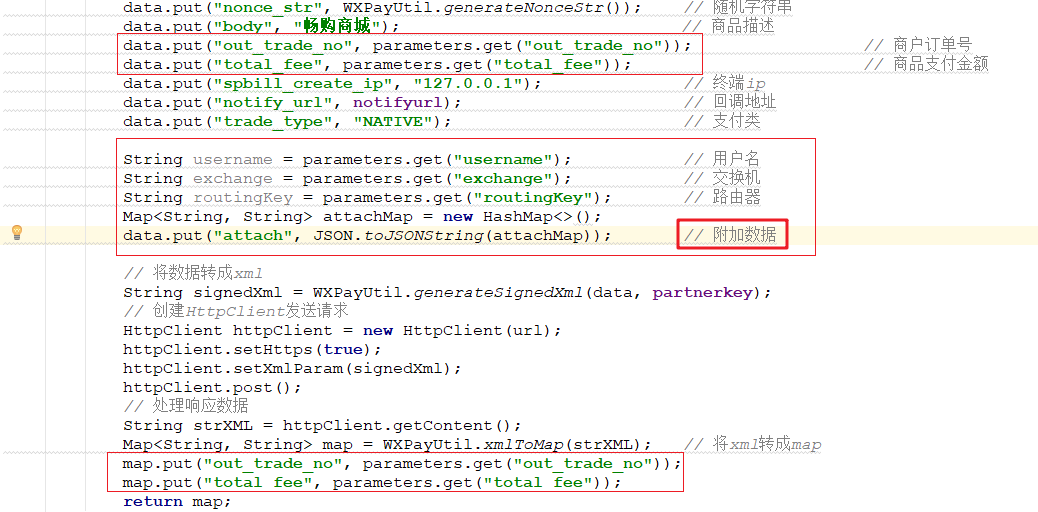 data.put("nonce_str", WXPayUtil.generateNonceStr()); // 随机字符串
data.put("body", "畅购商城"); // 商品描述
data.put("out_trade_no", parameters.get("out_trade_no")); // 商户订单号
data.put("total_fee", parameters.get("total_fee")); // 商品支付金额
data.put("spbill_create_ip", "127.0.0.1"); // 终端ip
data.put("notify_url", notifyurl); // 回调地址
data.put("trade_type", "NATIVE"); // 支付类
String username = parameters.get("username"); // 用户名
String exchange = parameters.get("exchange"); // 交换机
String routingKey = parameters.get("routingKey"); // 路由器
Map<String, String> attachMap = new HashMap<>();
data.put("attach", JSON.toJSONString(attachMap)); // 附加数据
// 将数据转成xml
String signedXml = WXPayUtil.generateSignedXml(data, partnerkey);
// 创建HttpClient发送请求
HttpClient httpClient = new HttpClient(url);
httpClient.setHttps(true);
httpClient.setXmlParam(signedXml);
httpClient.post();
// 处理响应数据
String strXML = httpClient.getContent();
Map<String, String> map = WXPayUtil.xmlToMap(strXML); // 将xml转成map
map.put("out_trade_no", parameters.get("out_trade_no"));
map.put("total_fee", parameters.get("total_fee"));
return map;